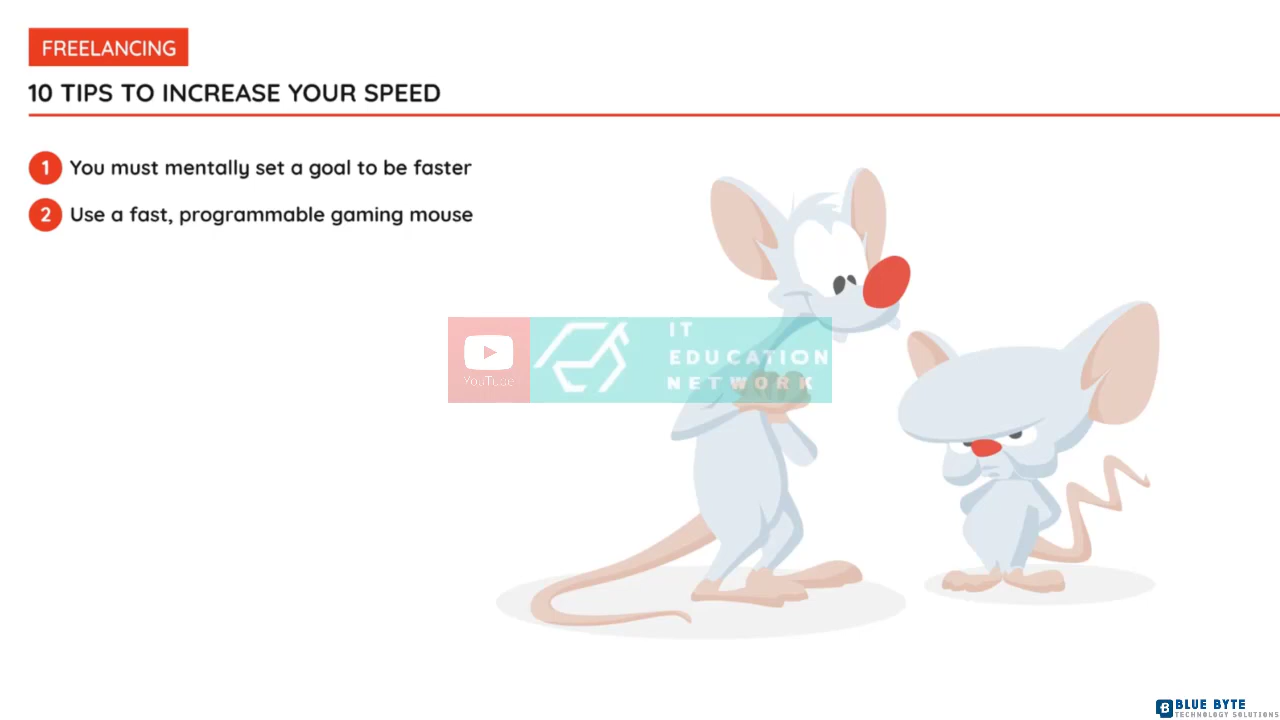 FREELANCING
10 TIPS TO INCREASE YOUR SPEED
1 You must mentally set a goal to be faster
2 Use a fast, programmable gaming mouse
IT
EDUCATION
NETWORK
YouTube
BLUE BYTE
TECHNOLOGY SOLUTIONS